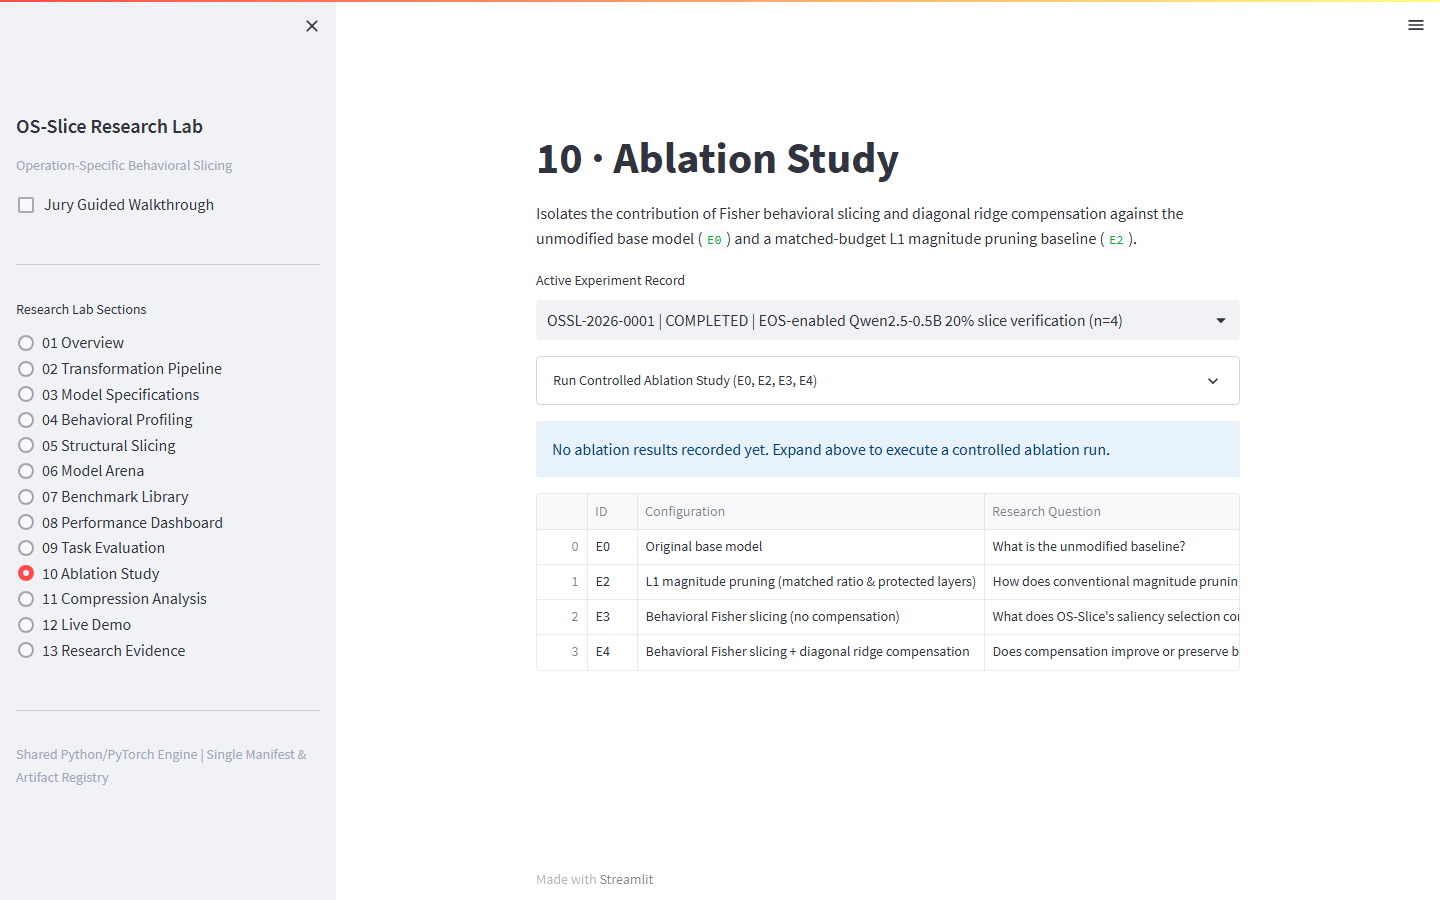 OS-Slice Research Lab
Operation-Specific Behavioral Slicing
Jury Guided Walkthrough
Research Lab Sections
01 Overview
02 Transformation Pipeline
03 Model Specifications
04 Behavioral Profiling
05 Structural Slicing
06 Model Arena
07 Benchmark Library
08 Performance Dashboard
09 Task Evaluation
10 Ablation Study
11 Compression Analysis
12 Live Demo
13 Research Evidence
Shared Python/PyTorch Engine | Single Manifest &
Artifact Registry
10 · Ablation Study
Isolates the contribution of Fisher behavioral slicing and diagonal ridge compensation against the
unmodified base model ( E0 ) and a matched-budget L1 magnitude pruning baseline ( E2 ).
Active Experiment Record
OSSL-2026-0001 | COMPLETED | EOS-enabled Qwen2.5-0.5B 20% slice verification (n=4)
Run Controlled Ablation Study (E0, E2, E3, E4)
No ablation results recorded yet. Expand above to execute a controlled ablation run.
ID Configuration Research Question
0 E0 Original base model What is the unmodified baseline?
1 E2 L1 magnitude pruning (matched ratio & protected layers) How does conventional magnitude prunin
2 E3 Behavioral Fisher slicing (no compensation) What does OS-Slice's saliency selection co
3 E4 Behavioral Fisher slicing + diagonal ridge compensation Does compensation improve or preserve b
Made with Streamlit